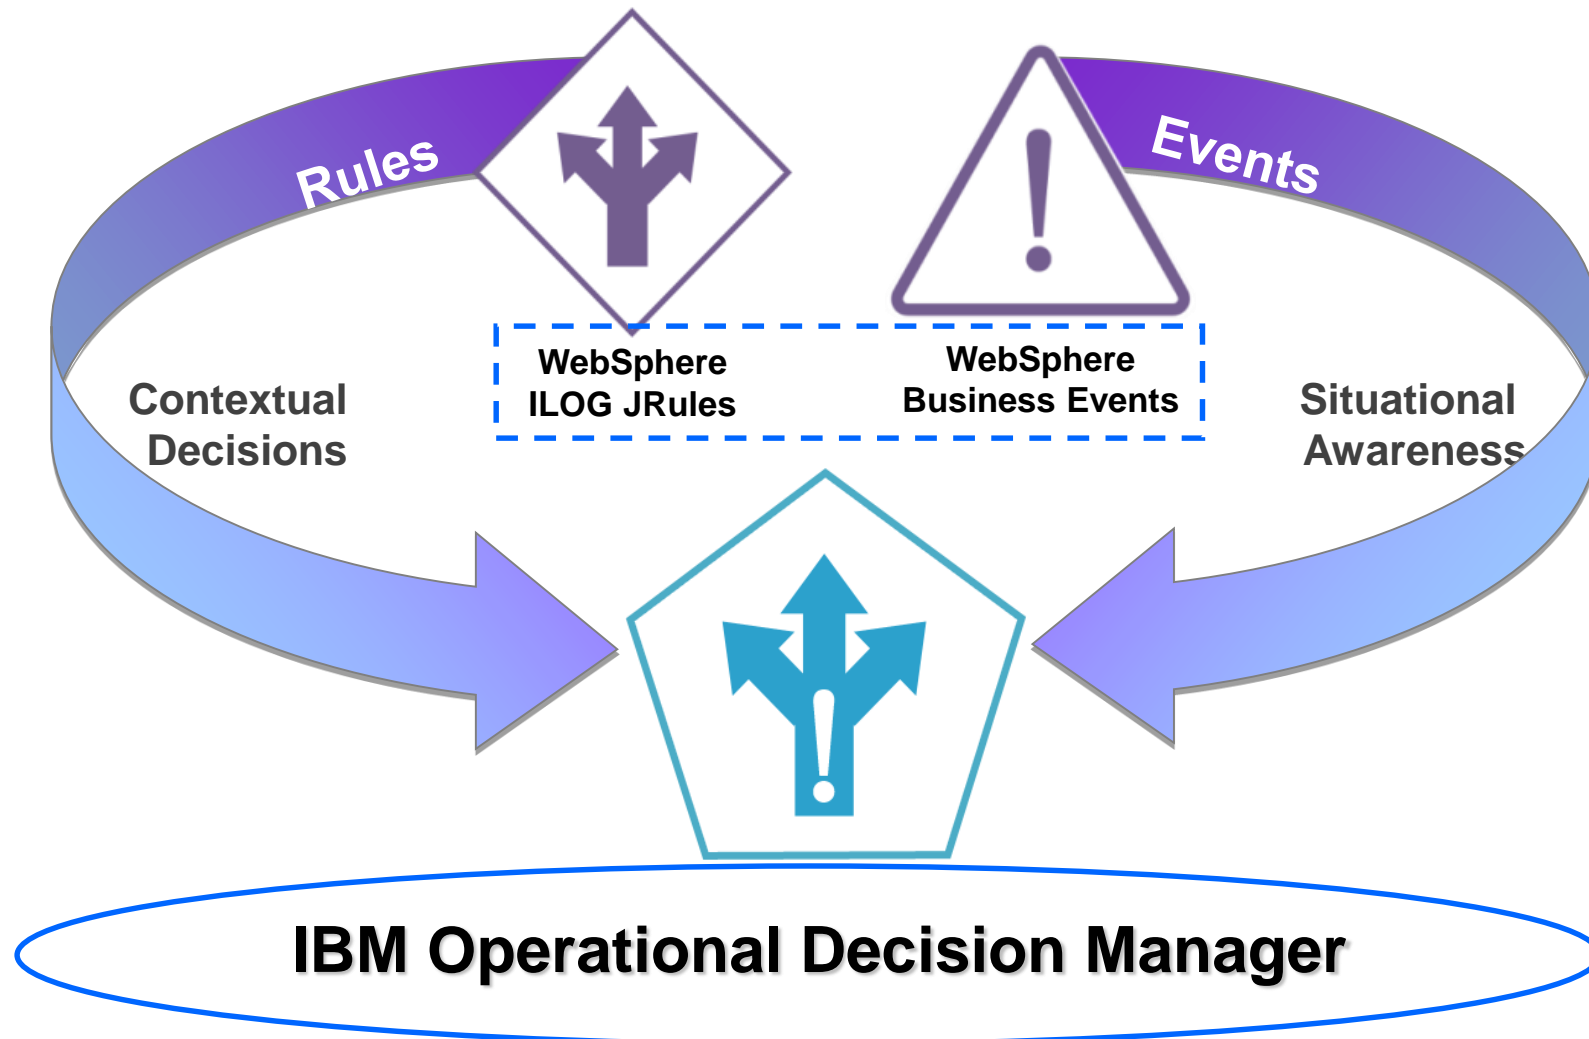 Rules
Events
WebSphere
ILOG JRules
WebSphere
Business Events
Contextual
Decisions
Situational
Awareness
IBM Operational Decision Manager